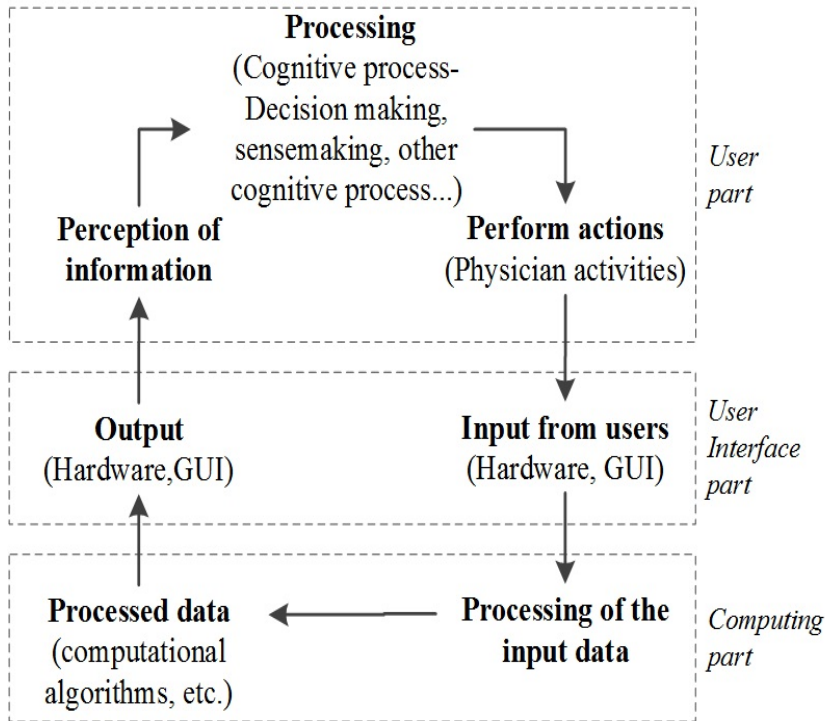 Processing
(Cognitive process-
Decision making,
sensemaking, other
cognitive process...)
Perception of
information
Perform actions
(Physician activities)
User
part
Output
(Hardware,GUI)
Input from users
(Hardware, GUI)
User
Interface
part
Processed data
(computational
algorithms, etc.)
Processing of the
input data
Computing
part